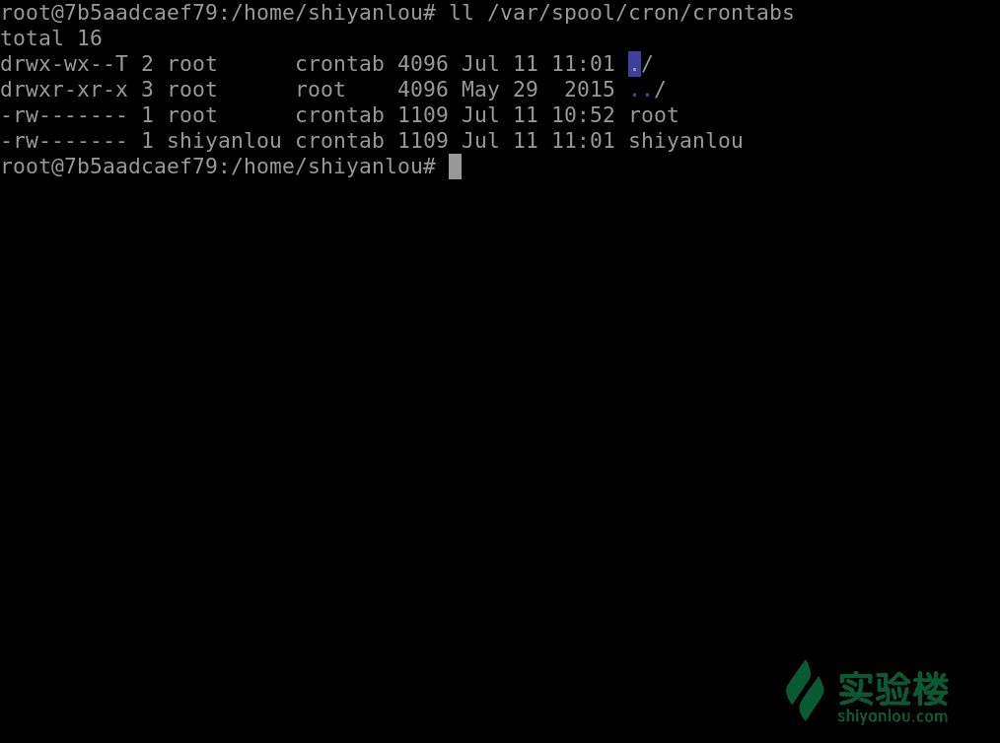 root@7b5aadcaef79:/home/shiyanlou# ll /var/spool/cron/crontabs
total 16
drwx-wx--T 2 root      crontab 4096 Jul 11 11:01 ./
drwxr-xr-x 3 root      root    4096 May 29  2015 ../
-rw------- 1 root      crontab 1109 Jul 11 10:52 root
-rw------- 1 shiyanlou crontab 1109 Jul 11 11:01 shiyanlou
root@7b5aadcaef79:/home/shiyanlou#
实验楼
shiyanlou.com